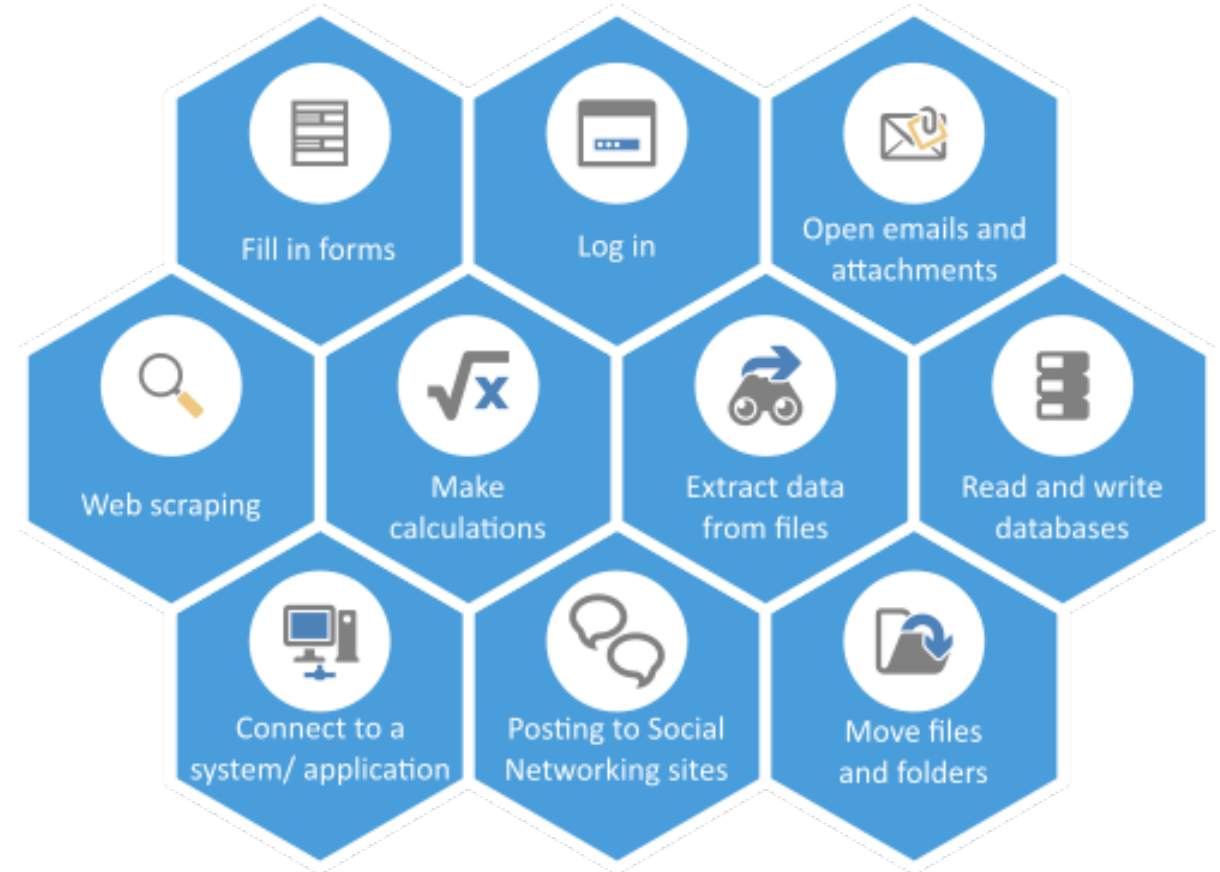 Fill in forms
Log in
Open emails and
attachments
Web scraping
Make
calculations
Extract data
from files
Read and write
databases
Connect to a
system/ application
Posting to Social
Networking sites
Move files
and folders